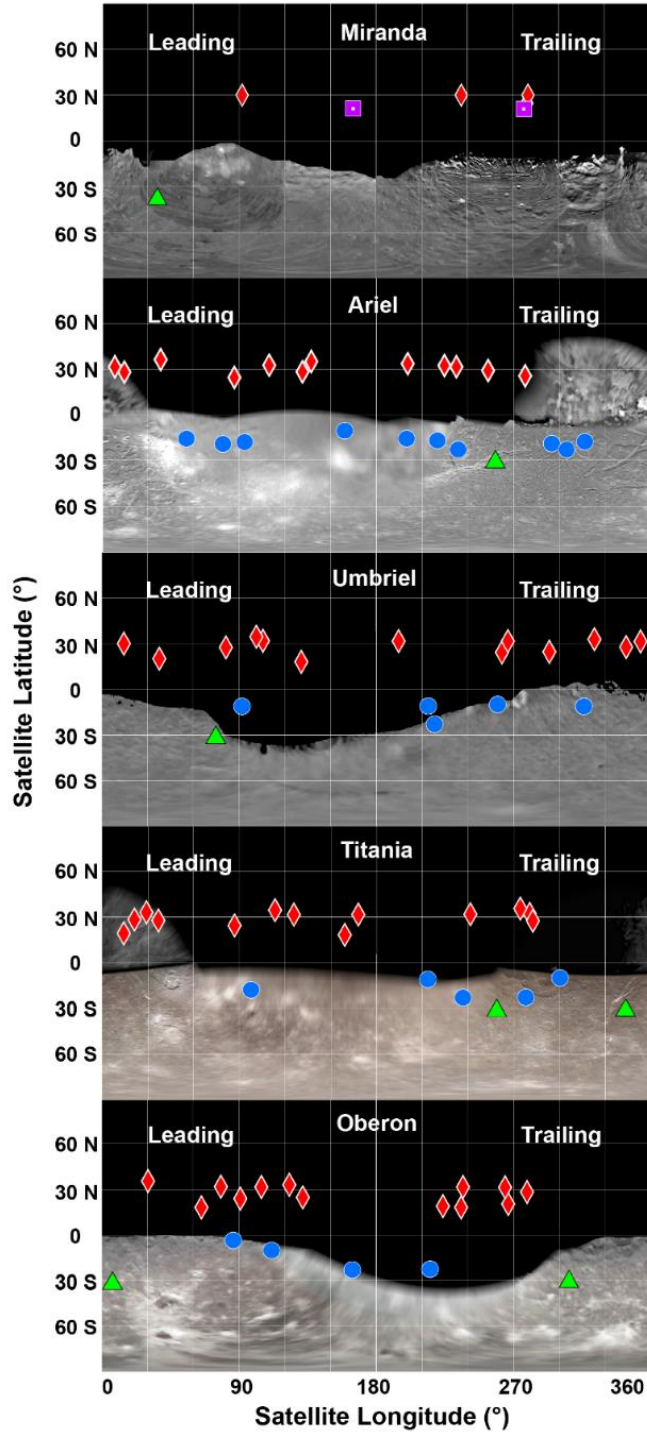 Leading Miranda Trailing
60 N
30 N
0
30 S
60 S
Leading Ariel Trailing
60 N
30 N
0
30 S
60 S
Leading Umbriel Trailing
60 N
30 N
0
30 S
60 S
Leading Titania Trailing
60 N
30 N
0
30 S
60 S
Leading Oberon Trailing
60 N
30 N
0
30 S
60 S
Satellite Latitude (°)
0 90 180 270 360
Satellite Longitude (°)